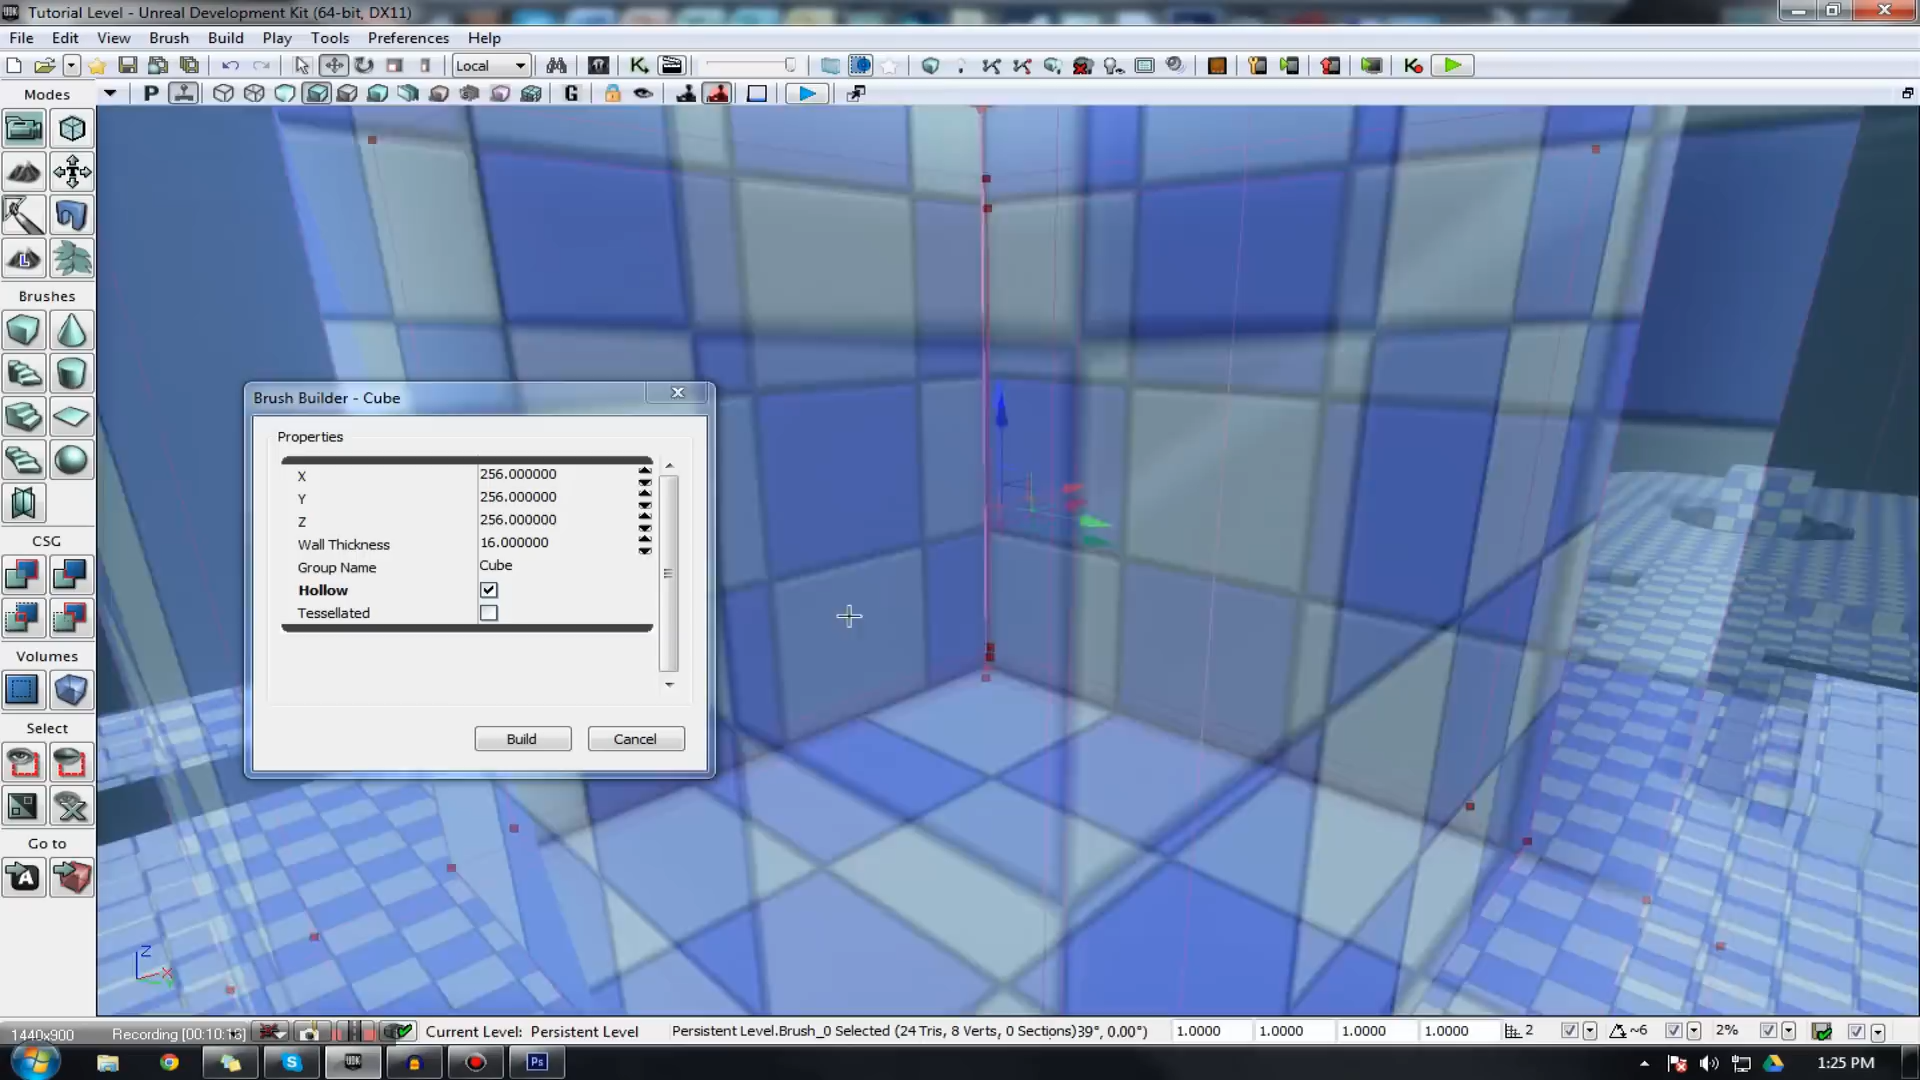 Tutorial Level - Unreal Development Kit (64-bit, DX11)
File Edit View Brush Build Play Tools Preferences Help
Local
Modes
P
G
Brushes
CSG
Volumes
Select
Go to
Brush Builder - Cube
Properties
X 256.000000
Y 256.000000
Z 256.000000
Wall Thickness 16.000000
Group Name Cube
Hollow
Tessellated
Build Cancel
Z
X
Y
1440x900 Recording [00:10:16] Current Level: Persistent Level Persistent Level.Brush_0 Selected (24 Tris, 8 Verts, 0 Sections)39°, 0.00°) 1.0000 1.0000 1.0000 1.0000 2 ~6 2%
Ps
1:25 PM